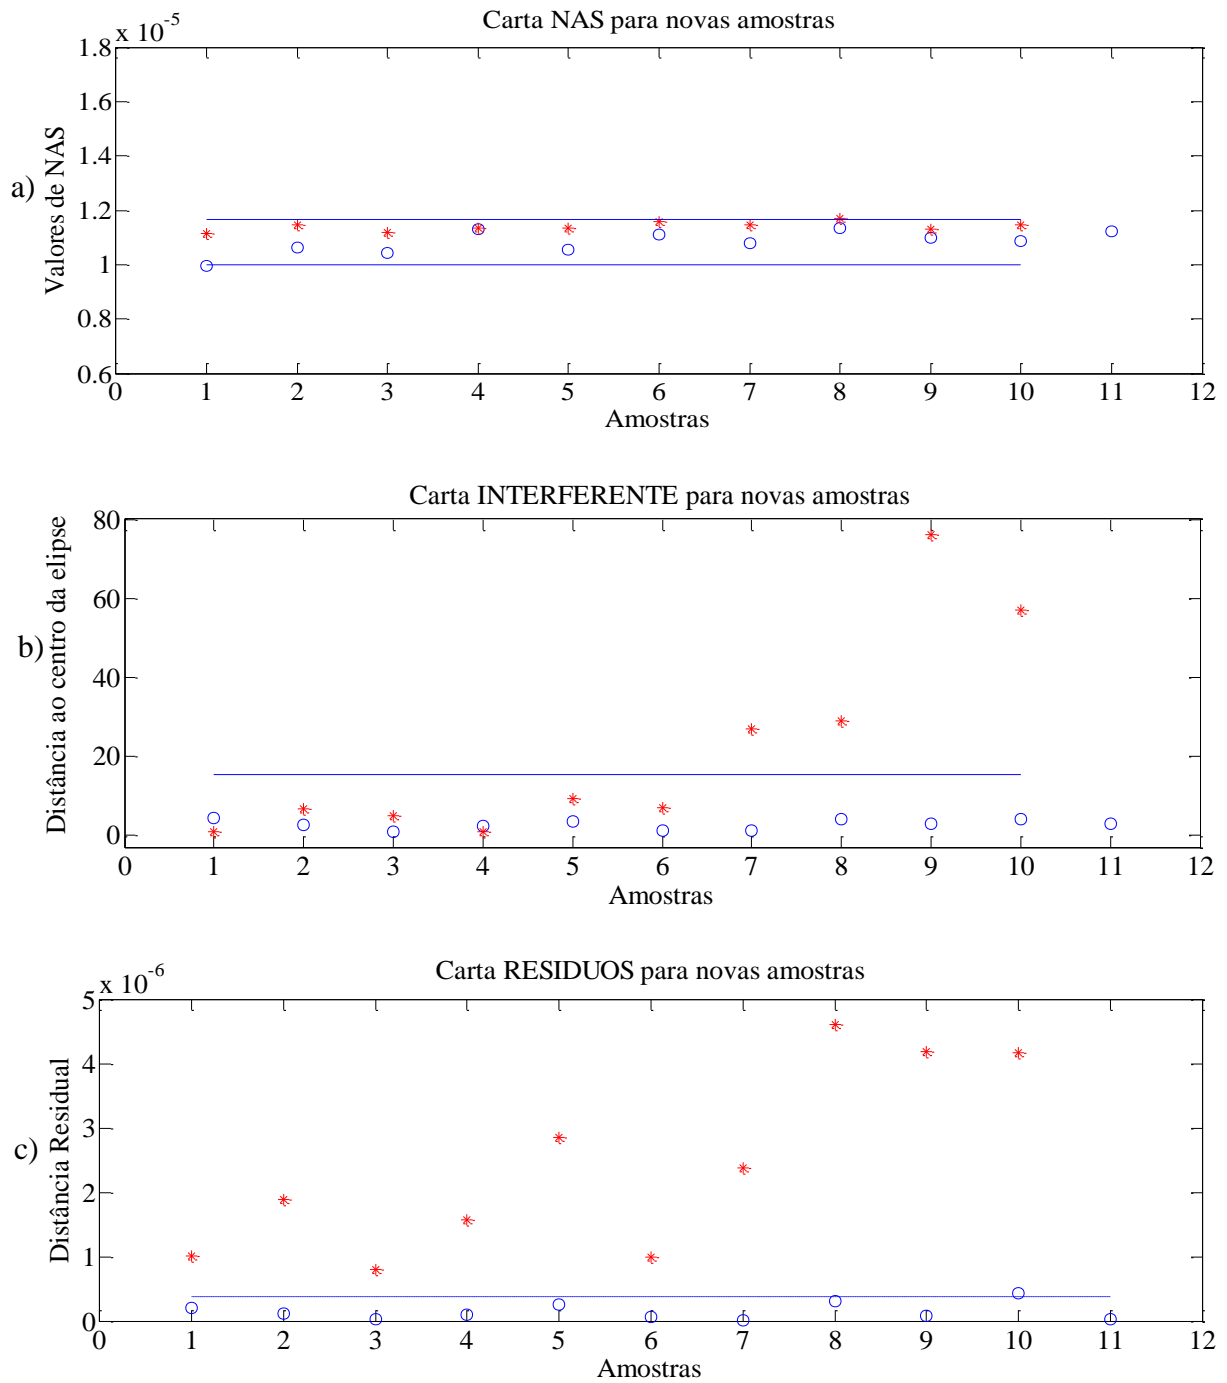 Carta NAS para novas amostras
x 10-5
a)
Valores de NAS
1.8
1.6
1.4
1.2
1
0.8
0.6
0 1 2 3 4 5 6 7 8 9 10 11 12
Amostras
Carta INTERFERENTE para novas amostras
b)
Distância ao centro da elipse
80
60
40
20
0
0 1 2 3 4 5 6 7 8 9 10 11 12
Amostras
Carta RESIDUOS para novas amostras
x 10-6
c)
Distância Residual
5
4
3
2
1
0
0 1 2 3 4 5 6 7 8 9 10 11 12
Amostras